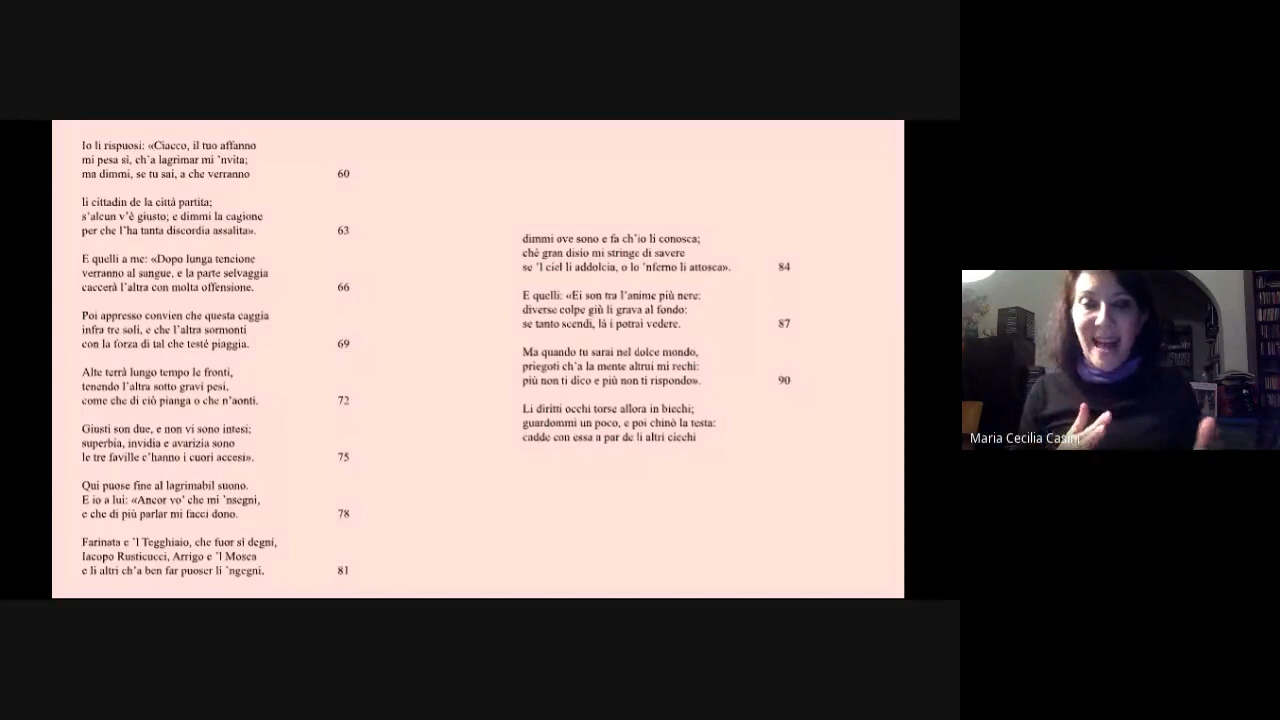 Io li rispuosi: «Ciacco, il tuo affanno
mi pesa sì, ch'a lagrimar mi 'nvita;
ma dimmi, se tu sai, a che verranno
60
li cittadin de la città partita;
s'alcun v'è giusto; e dimmi la cagione
per che l'ha tanta discordia assalita».
63
E quelli a me: «Dopo lunga tencione
verranno al sangue, e la parte selvaggia
caccerà l'altra con molta offensione.
66
Poi appresso convien che questa caggia
infra tre soli, e che l'altra sormonti
con la forza di tal che testé piaggia.
69
Alte terrà lungo tempo le fronti,
tenendo l'altra sotto gravi pesi,
come che di ciò pianga o che n'aonti.
72
Giusti son due, e non vi sono intesi;
superbia, invidia e avarizia sono
le tre faville c'hanno i cuori accesi».
75
Qui puose fine al lagrimabil suono.
E io a lui: «Ancor vo' che mi 'nsegni,
e che di più parlar mi facci dono.
78
Farinata e 'l Tegghiaio, che fuor sì degni,
Iacopo Rusticucci, Arrigo e 'l Mosca
e li altri ch'a ben far puoser li 'ngegni,
81
dimmi ove sono e fa ch'io li conosca;
ché gran disio mi stringe di savere
se 'l ciel li addolcia, o lo 'nferno li attosca».
84
E quelli: «Ei son tra l'anime più nere:
diverse colpe giù li grava al fondo:
se tanto scendi, là i potrai vedere.
87
Ma quando tu sarai nel dolce mondo,
priegoti ch'a la mente altrui mi rechi:
più non ti dico e più non ti rispondo».
90
Li diritti occhi torse allora in biechi;
guardommi un poco, e poi chinò la testa:
cadde con essa a par de li altri ciechi
Maria Cecilia Casini